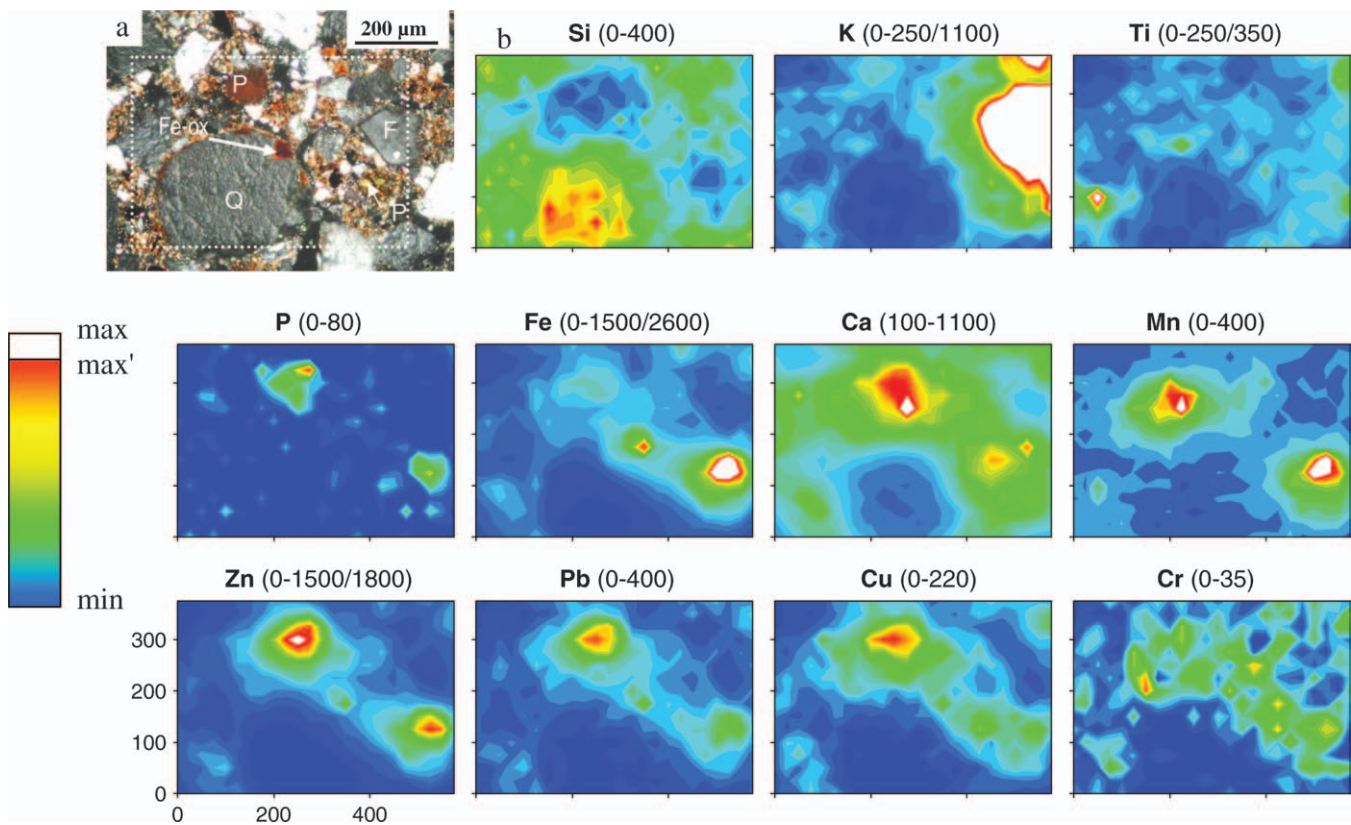 a
200 µm
P
Fe-ox
F
Q
P
b
Si (0-400)
K (0-250/1100)
Ti (0-250/350)
max
max'
min
P (0-80)
Fe (0-1500/2600)
Ca (100-1100)
Mn (0-400)
Zn (0-1500/1800)
Pb (0-400)
Cu (0-220)
Cr (0-35)
300
200
100
0
0 200 400